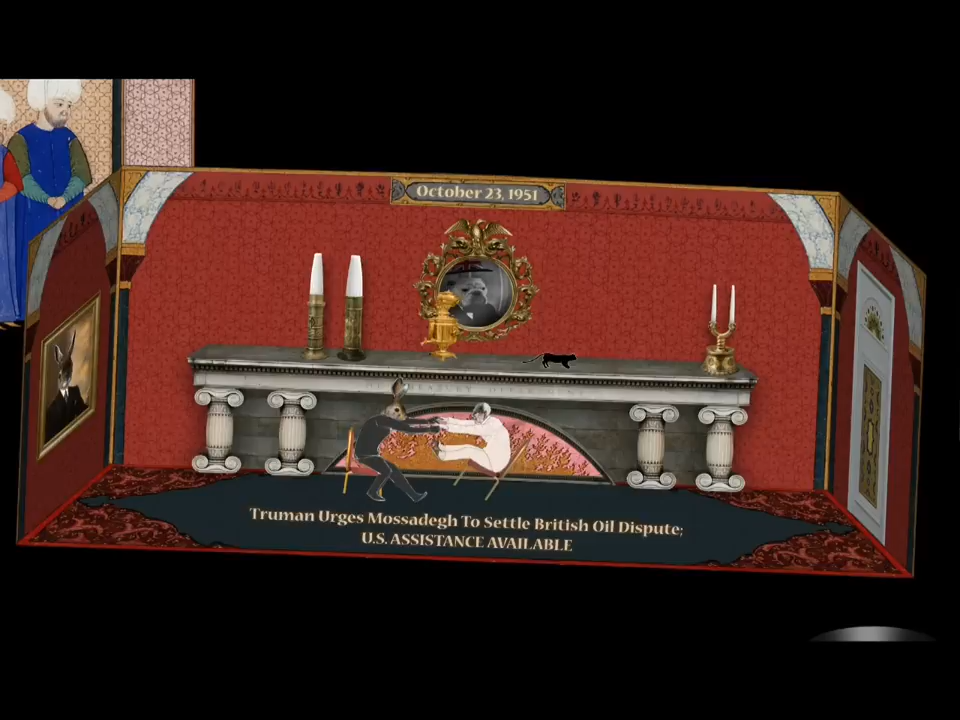 October 23, 1951
Truman Urges Mossadegh To Settle British Oil Dispute;
U.S. ASSISTANCE AVAILABLE